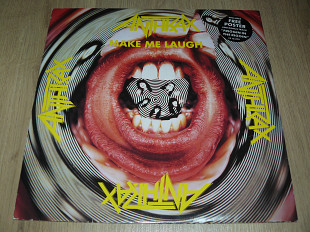 ANTHRAX
MAKE ME LAUGH
FREE
POSTER
ANTHRAX
ANTHRAX
ANTHRAX